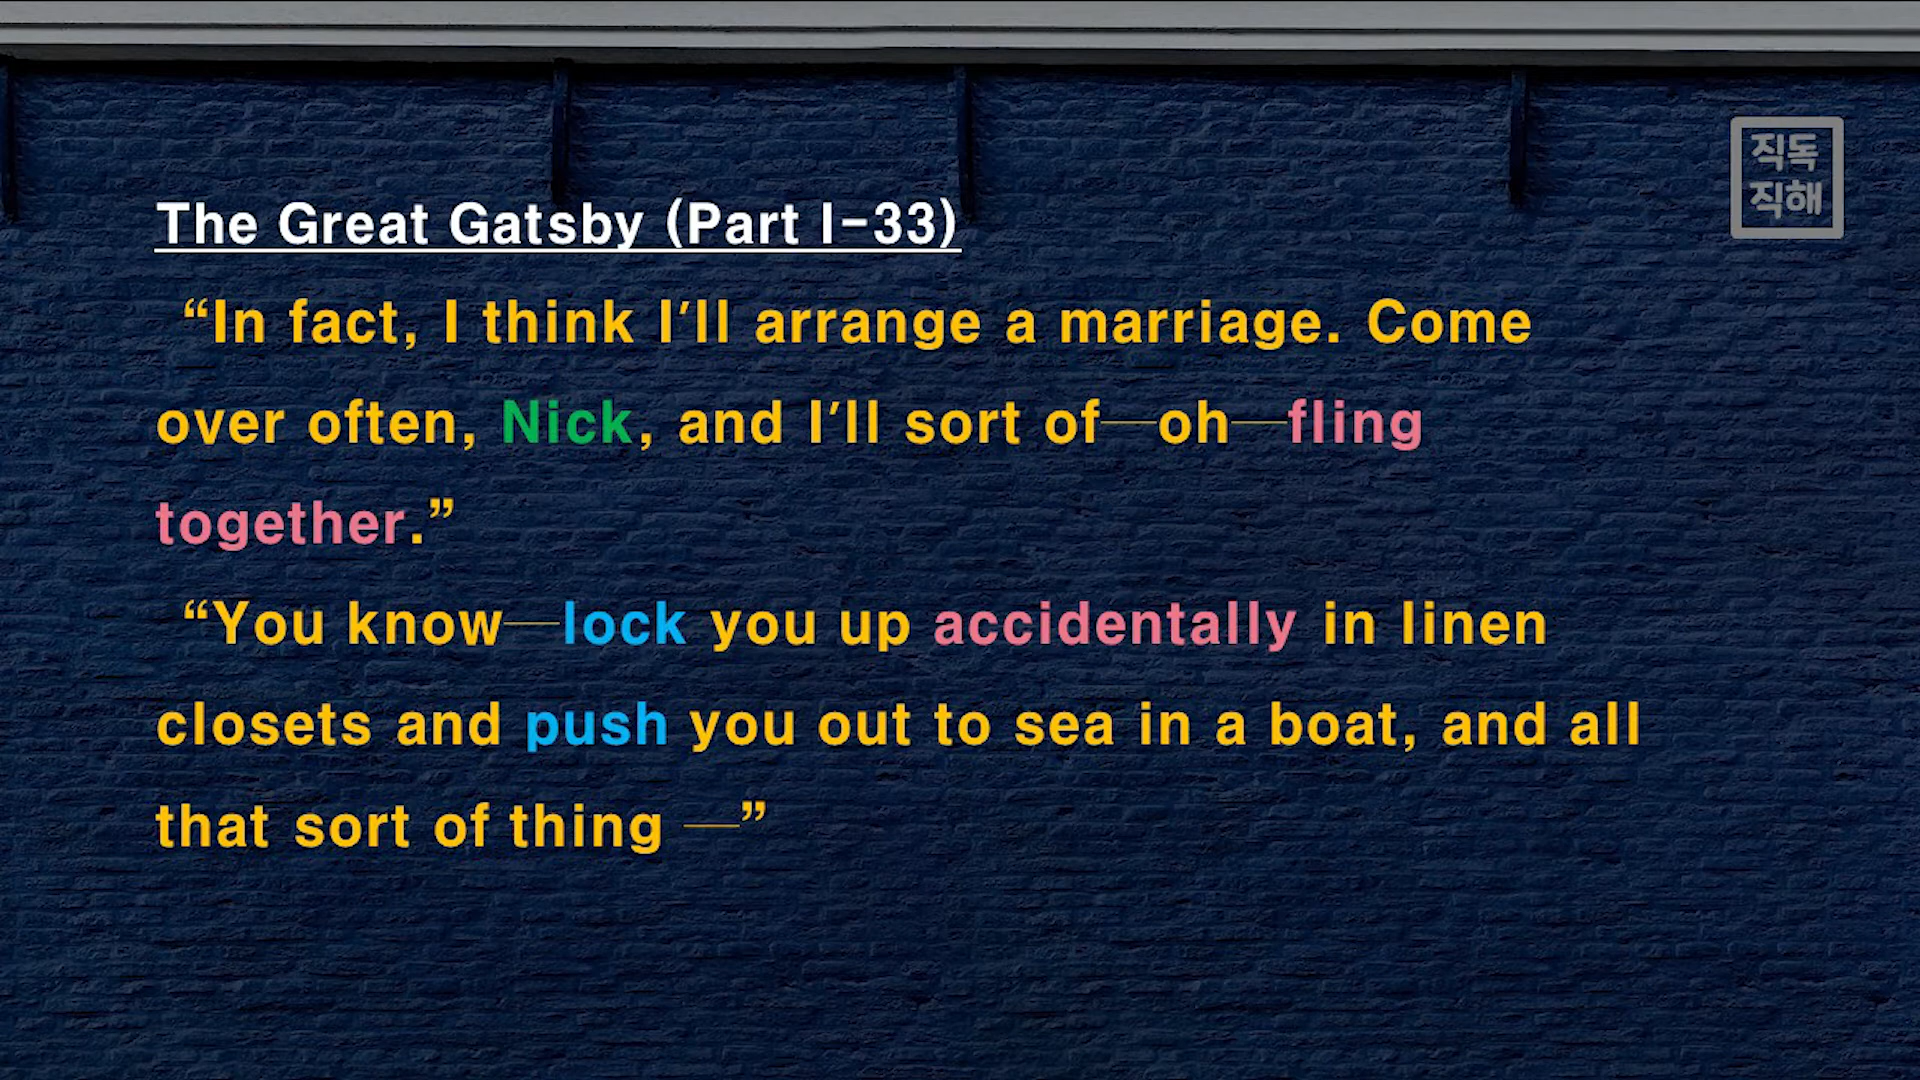 직독
직해
The Great Gatsby (Part I-33)
“In fact, I think I’ll arrange a marriage. Come
over often, Nick, and I’ll sort of—oh—fling
together.”
“You know—lock you up accidentally in linen
closets and push you out to sea in a boat, and all
that sort of thing —”